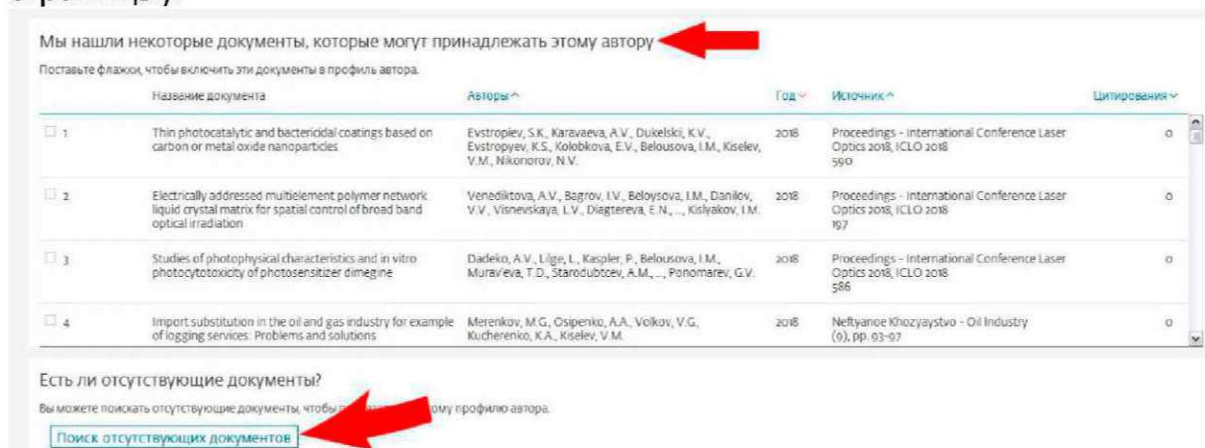 Мы нашли некоторые документы, которые могут принадлежать этому автору
Поставьте флажки, чтобы включить эти документы в профиль автора.
Название документа Авторы Год Источник Цитирования
1 Thin photocatalytic and bactericidal coatings based on Evstropiev, S.K., Karavaeva, A.V., Dukelskii, K.V., 2018 Proceedings - International Conference Laser 0
carbon or metal oxide nanoparticles Evstropyev, K.S., Kolobkova, E.V., Belousova, I.M., Kiselev, Optics 2018, ICLO 2018
V.M., Nikonorov, N.V. 590
2 Electrically addressed multielement polymer network Venediktova, A.V., Bagrov, I.V., Beloysova, I.M., Danilov, 2018 Proceedings - International Conference Laser 0
liquid crystal matrix for spatial control of broad band V.V., Visnevskaya, L.V., Diagtereva, E.N., ..., Kislyakov, I.M. Optics 2018, ICLO 2018
optical irradiation 197
3 Studies of photophysical characteristics and in vitro Dadeko, A.V., Lilge, L., Kaspler, P., Belousova, I.M., 2018 Proceedings - International Conference Laser 0
photocytotoxicity of photosensitizer dimegine Murav'eva, T.D., Starodubtcev, A.M., ..., Ponomarev, G.V. Optics 2018, ICLO 2018
586
4 Import substitution in the oil and gas industry for example Merenkov, M.G., Osipenko, A.A., Volkov, V.G., 2018 Neftyanoe Khozyaystvo - Oil Industry 0
of logging services: Problems and solutions Kucherenko, K.A., Kiselev, V.M. (9), pp. 93-97
Есть ли отсутствующие документы?
Вы можете поискать отсутствующие документы, чтобы профилю автора.
Поиск отсутствующих документов